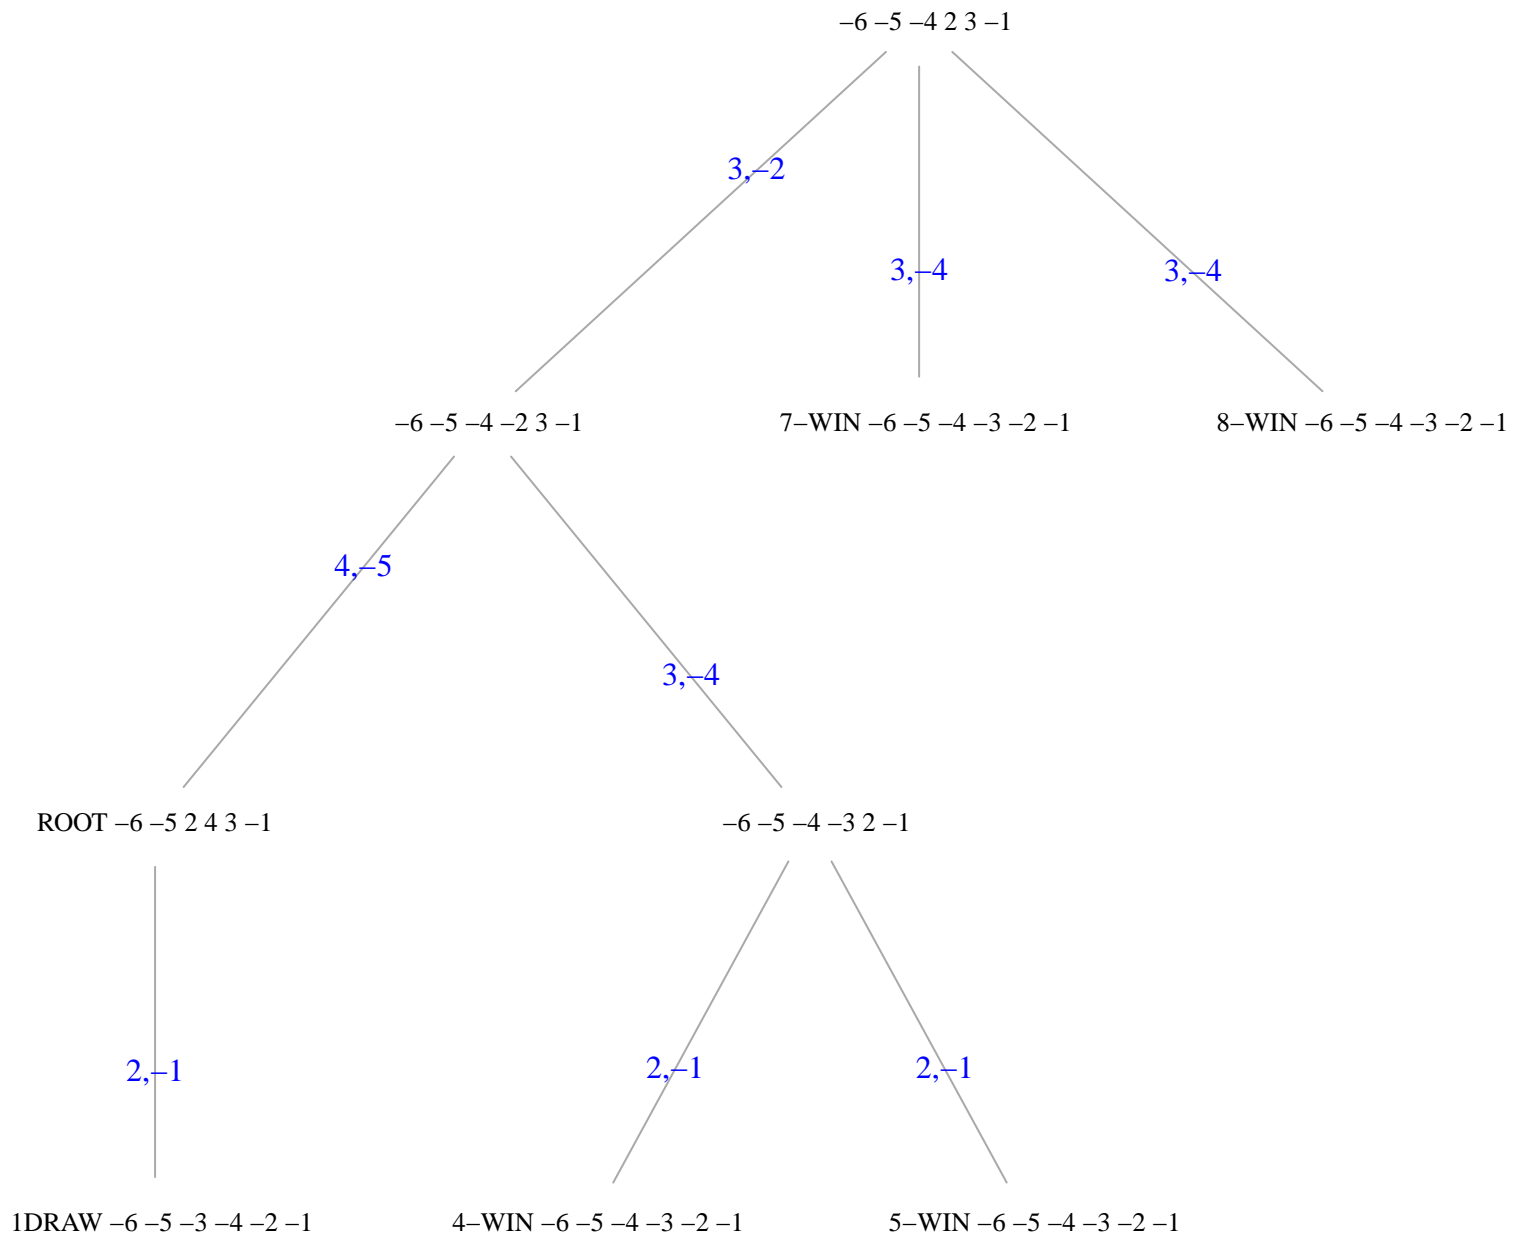 –6 –5 –4 2 3 –1
3,–2
3,–4
3,–4
–6 –5 –4 –2 3 –1
7–WIN –6 –5 –4 –3 –2 –1
8–WIN –6 –5 –4 –3 –2 –1
4,–5
3,–4
ROOT –6 –5 2 4 3 –1
–6 –5 –4 –3 2 –1
2,–1
2,–1
2,–1
1DRAW –6 –5 –3 –4 –2 –1
4–WIN –6 –5 –4 –3 –2 –1
5–WIN –6 –5 –4 –3 –2 –1